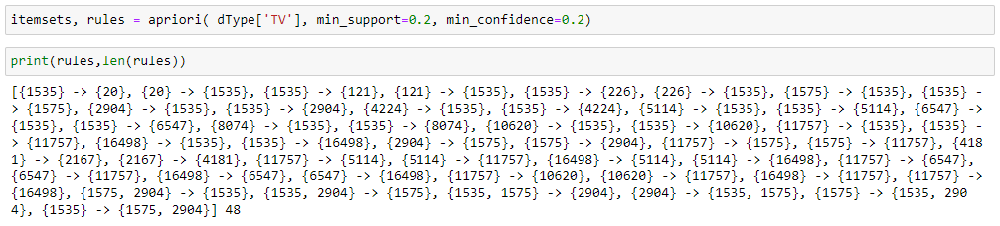 itemsets, rules = apriori( dType['TV'], min_support=0.2, min_confidence=0.2)
print(rules,len(rules))
[{1535} -> {20}, {20} -> {1535}, {1535} -> {121}, {121} -> {1535}, {1535} -> {226}, {226} -> {1535}, {1575} -> {1535}, {1535} -
> {1575}, {2904} -> {1535}, {1535} -> {2904}, {4224} -> {1535}, {1535} -> {4224}, {5114} -> {1535}, {1535} -> {5114}, {6547} ->
{1535}, {1535} -> {6547}, {8074} -> {1535}, {1535} -> {8074}, {10620} -> {1535}, {1535} -> {10620}, {11757} -> {1535}, {1535} -
> {11757}, {16498} -> {1535}, {1535} -> {16498}, {2904} -> {1575}, {1575} -> {2904}, {11757} -> {1575}, {1575} -> {11757}, {418
1} -> {2167}, {2167} -> {4181}, {11757} -> {5114}, {5114} -> {11757}, {16498} -> {5114}, {5114} -> {16498}, {11757} -> {6547},
{6547} -> {11757}, {16498} -> {6547}, {6547} -> {16498}, {11757} -> {10620}, {10620} -> {11757}, {16498} -> {11757}, {11757} ->
{16498}, {1575, 2904} -> {1535}, {1535, 2904} -> {1575}, {1535, 1575} -> {2904}, {2904} -> {1535, 1575}, {1575} -> {1535, 290
4}, {1535} -> {1575, 2904}] 48